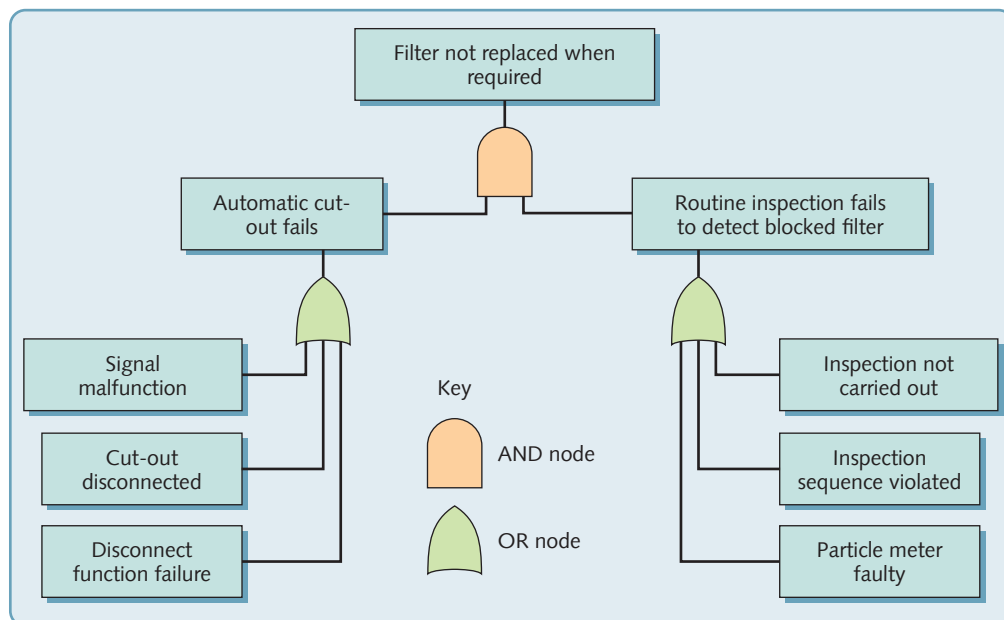 Filter not replaced when
required
Automatic cut-
out fails
Routine inspection fails
to detect blocked filter
Signal
malfunction
Cut-out
disconnected
Disconnect
function failure
Key
AND node
OR node
Inspection not
carried out
Inspection
sequence violated
Particle meter
faulty